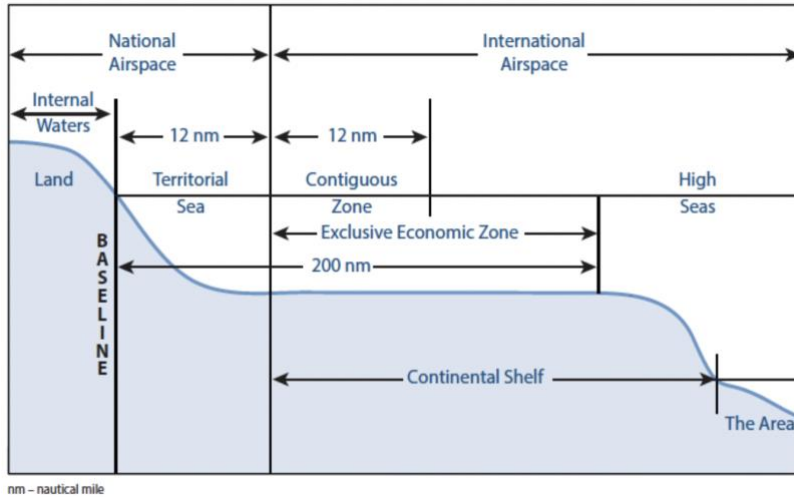 National
Airspace
International
Airspace
Internal
Waters
12 nm
12 nm
Land
Territorial
Sea
Contiguous
Zone
High
Seas
Exclusive Economic Zone
200 nm
BASELINE
Continental Shelf
The Area
nm – nautical mile